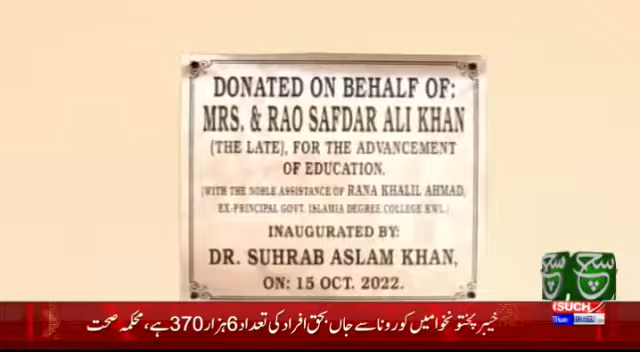 DONATED ON BEHALF OF:
MRS. & RAO SAFDAR ALI KHAN
(THE LATE), FOR THE ADVANCEMENT
OF EDUCATION.
(WITH THE NOBLE ASSISTANCE OF RANA KHALIL AHMAD,
EX-PRINCIPAL GOVT. ISLAMIA DEGREE COLLEGE KWL.)
INAUGURATED BY:
DR. SUHRAB ASLAM KHAN,
ON: 15 OCT. 2022.
سچ سچ
SUCH
True
خیبرپختونخوا میں کورونا سے جاں بحق افراد کی تعداد 6 ہزار 370 ہے، محکمہ صحت